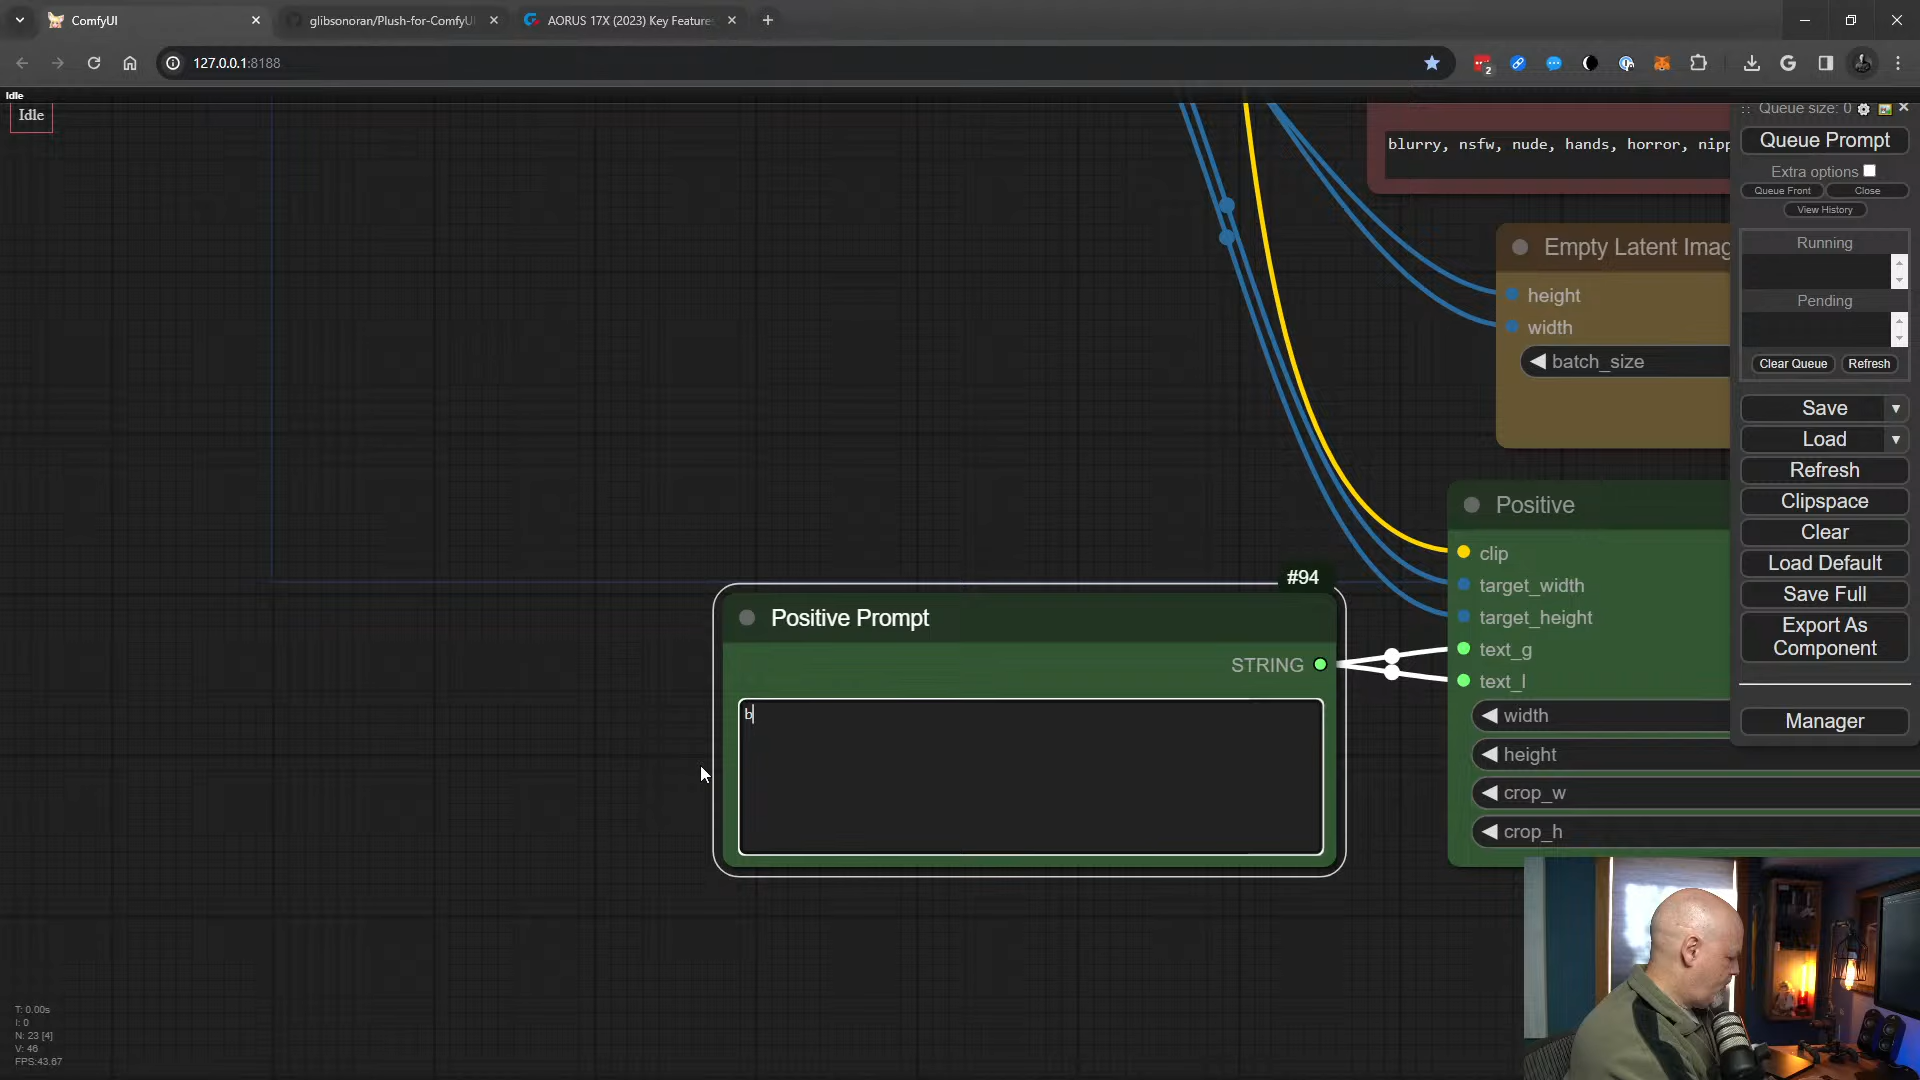 ComfyUI
glibsonoran/Plush-for-ComfyUI
AORUS 17X (2023) Key Feature
127.0.0.1:8188
2
Idle
Idle
Queue size: 0
Queue Prompt
Extra options
Queue Front
Close
View History
Running
Pending
Clear Queue
Refresh
Save
Load
Refresh
Clipspace
Clear
Load Default
Save Full
Export As
Component
Manager
blurry, nsfw, nude, hands, horror, nipp
Empty Latent Imag
height
width
batch_size
Positive
clip
target_width
target_height
text_g
text_l
width
height
crop_w
crop_h
#94
Positive Prompt
STRING
b
T: 0.00s
I: 0
N: 23 [4]
V: 46
FPS:43.67